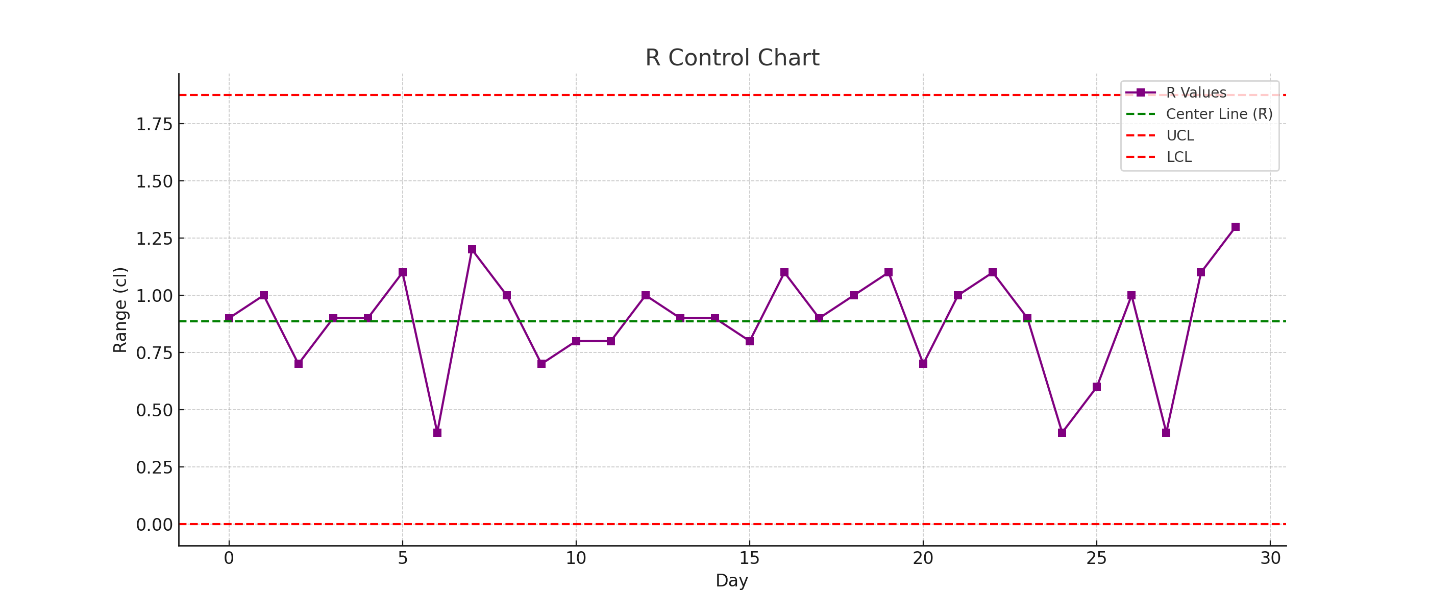 R Control Chart
R Values
Center Line (R̄)
UCL
LCL
1.75
1.50
1.25
1.00
0.75
0.50
0.25
0.00
Range (cl)
0 5 10 15 20 25 30
Day